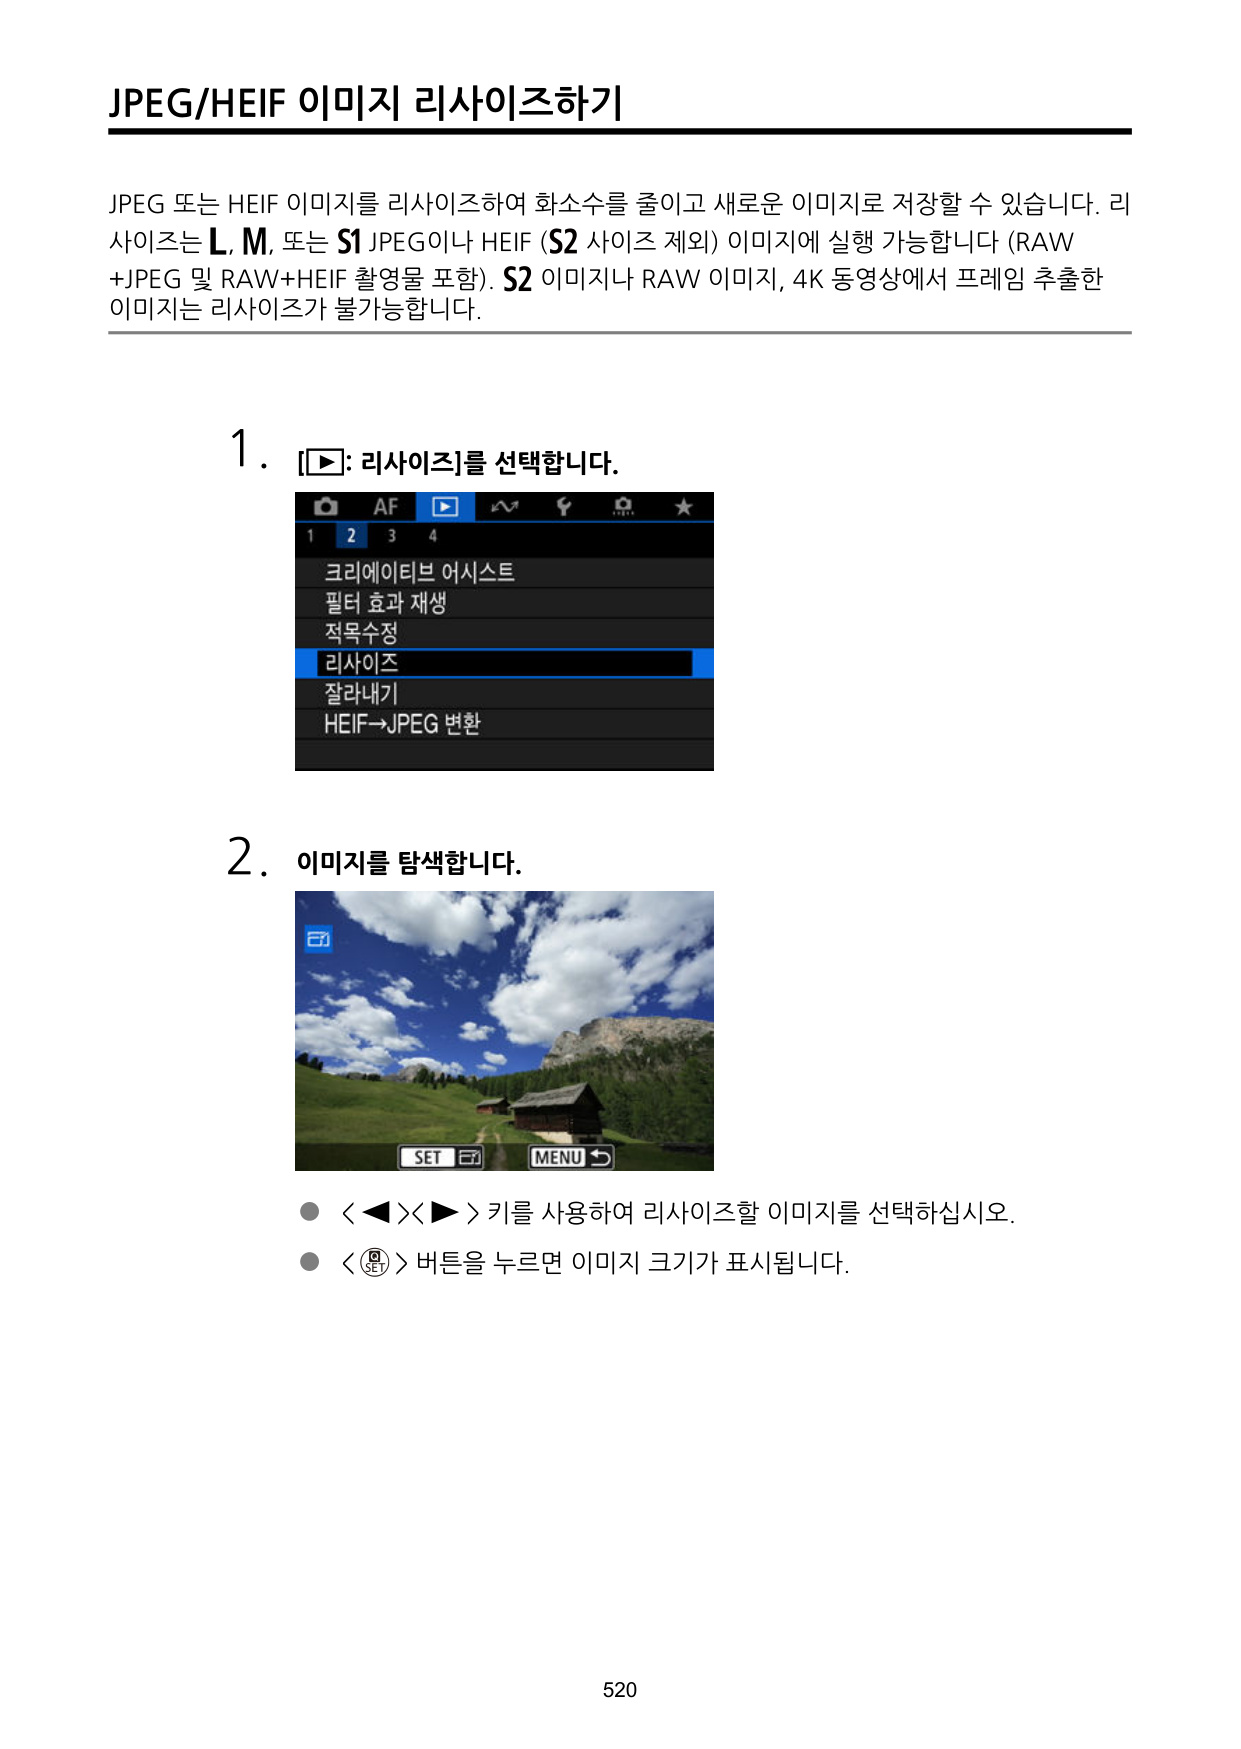 JPEG/HEIF 이미지 리사이즈하기
JPEG 또는 HEIF 이미지를 리사이즈하여 화소수를 줄이고 새로운 이미지로 저장할 수 있습니다. 리
사이즈는 L, M, 또는 S1 JPEG이나 HEIF (S2 사이즈 제외) 이미지에 실행 가능합니다 (RAW
+JPEG 및 RAW+HEIF 촬영물 포함). S2 이미지나 RAW 이미지, 4K 동영상에서 프레임 추출한
이미지는 리사이즈가 불가능합니다.
1. [▶: 리사이즈]를 선택합니다.
AF
1 2 3 4
크리에이티브 어시스트
필터 효과 재생
적목수정
리사이즈
잘라내기
HEIF→JPEG 변환
2. 이미지를 탐색합니다.
SET MENU
● < ◀ >< ▶ > 키를 사용하여 리사이즈할 이미지를 선택하십시오.
● < Q SET > 버튼을 누르면 이미지 크기가 표시됩니다.
520